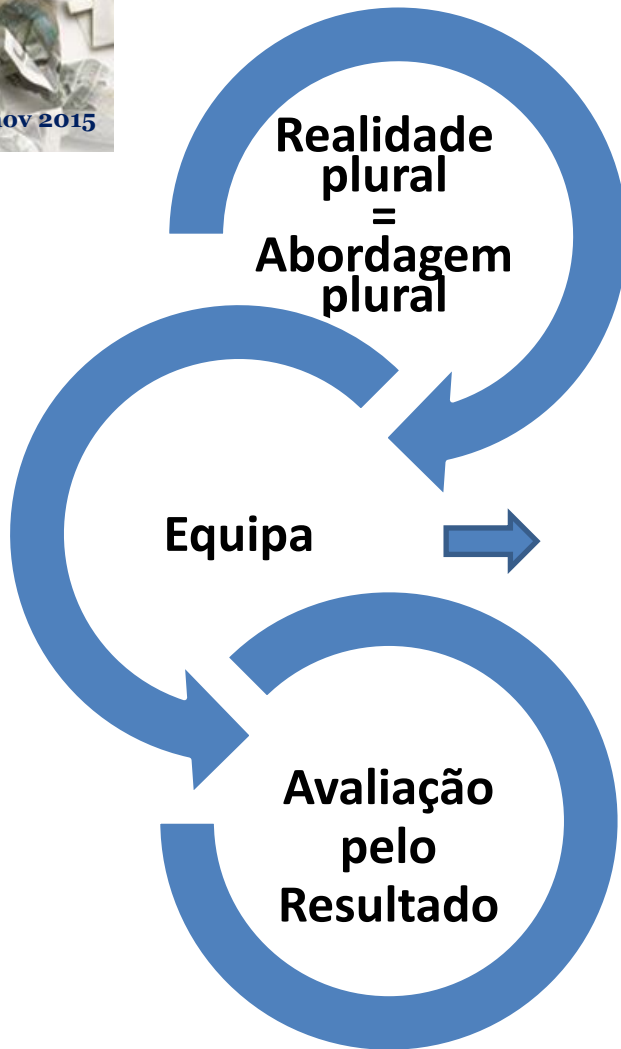 nov 2015
Realidade
plural
=
Abordagem
plural
Equipa
Avaliação
pelo
Resultado